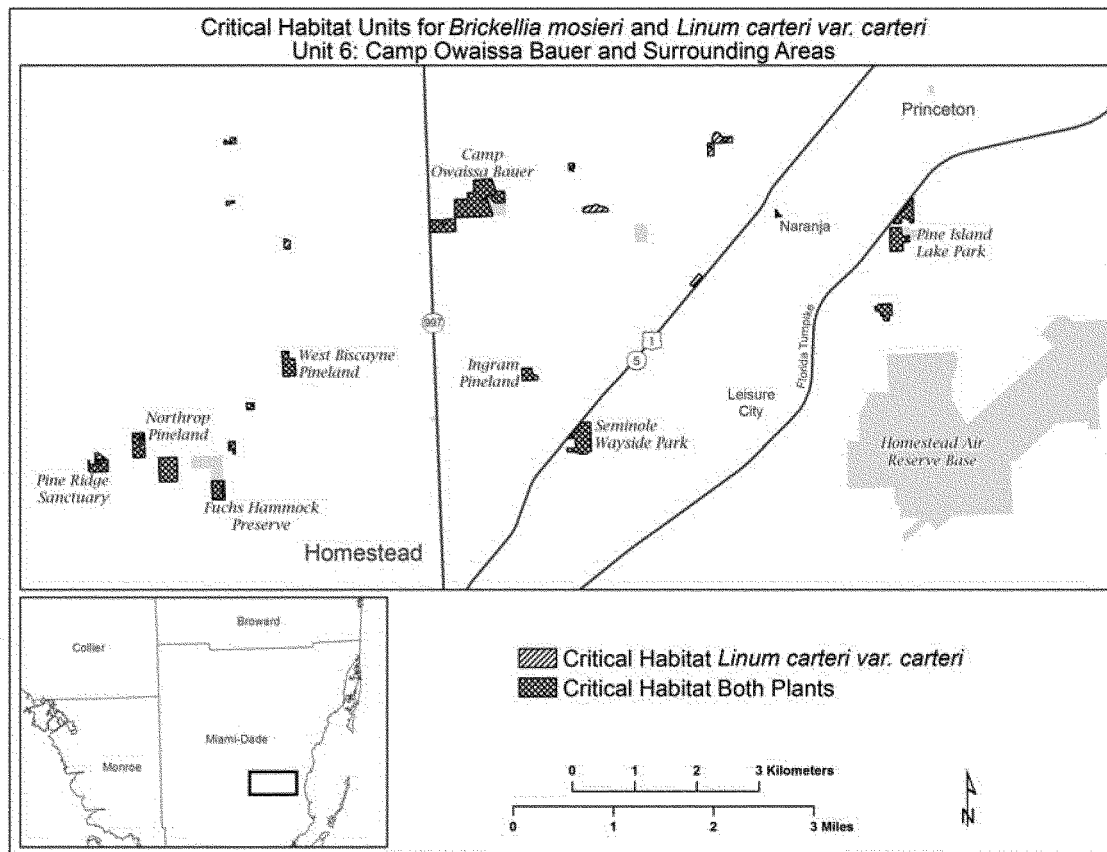 Critical Habitat Units for Brickellia mosieri and Linum carteri var. carteri
Unit 6: Camp Owaissa Bauer and Surrounding Areas
Princeton
Camp
Owaissa Bauer
Naranja
Pine Island
Lake Park
997
West Biscayne
Pineland
Ingram
Pineland
1
5
Florida Turnpike
Leisure
City
Northrop
Pineland
Seminole
Wayside Park
Homestead Air
Reserve Base
Pine Ridge
Sanctuary
Fuchs Hammock
Preserve
Homestead
Broward
Collier
Miami-Dade
Monroe
Critical Habitat Linum carteri var. carteri
Critical Habitat Both Plants
0 1 2 3 Kilometers
0 1 2 3 Miles
N